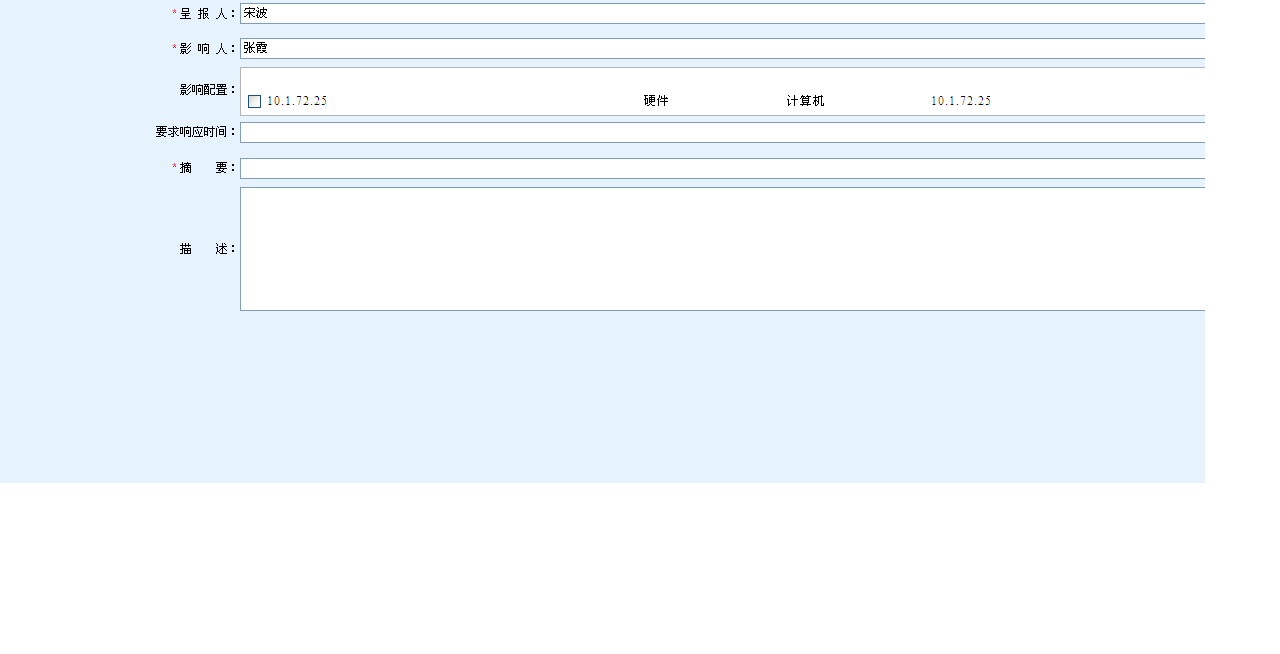 *呈 报 人：宋波
*影 响 人：张霞
影响配置：
10.1.72.25 硬件 计算机 10.1.72.25
要求响应时间：
*摘 要：
描 述：